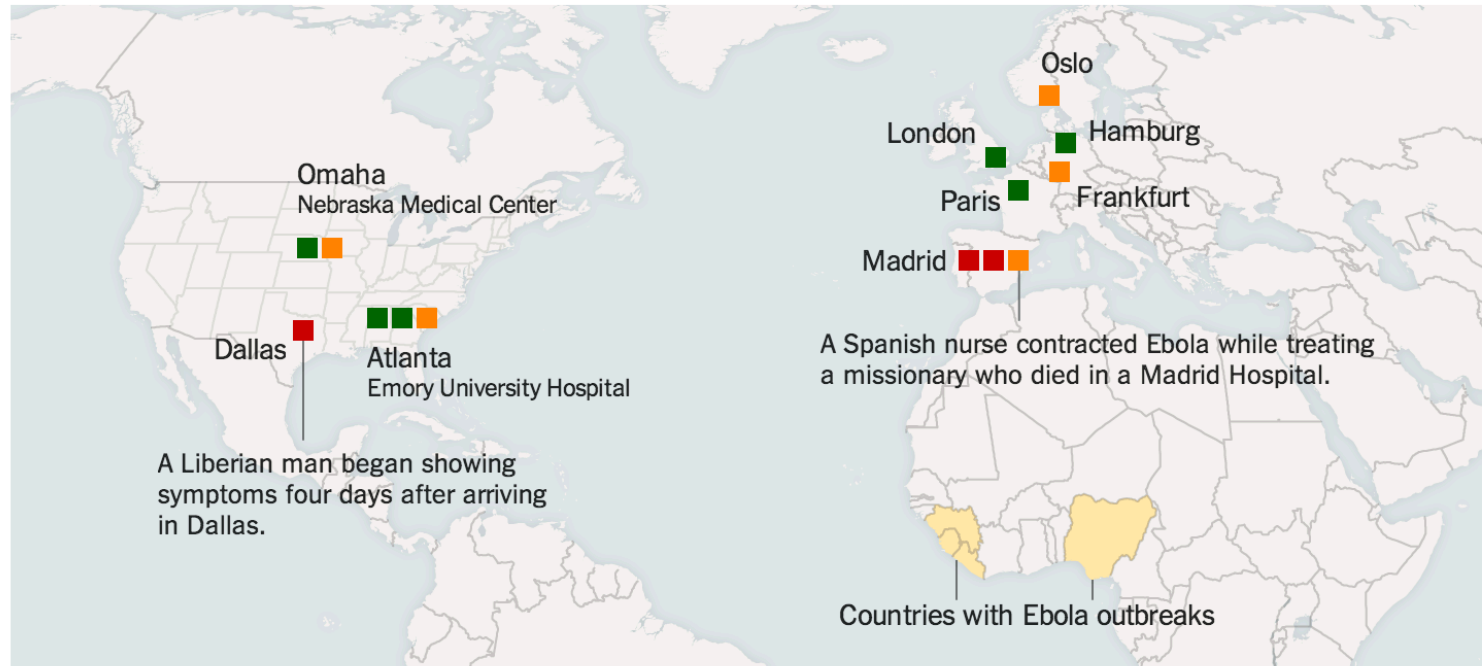 Oslo
London
Hamburg
Omaha
Nebraska Medical Center
Paris
Frankfurt
Madrid
Dallas
Atlanta
Emory University Hospital
A Spanish nurse contracted Ebola while treating
a missionary who died in a Madrid Hospital.
A Liberian man began showing
symptoms four days after arriving
in Dallas.
Countries with Ebola outbreaks